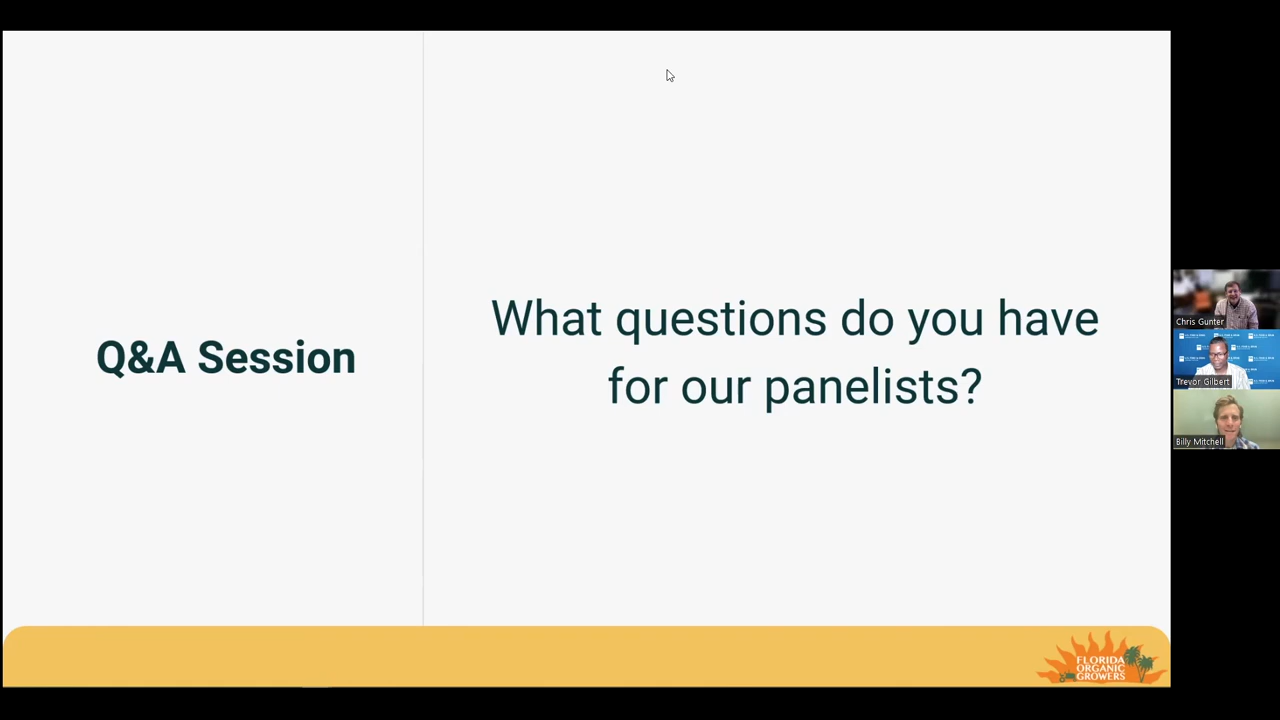 Q&A Session
What questions do you have
for our panelists?
Chris Gunter
Trevor Gilbert
Billy Mitchell
FLORIDA
ORGANIC
GROWERS